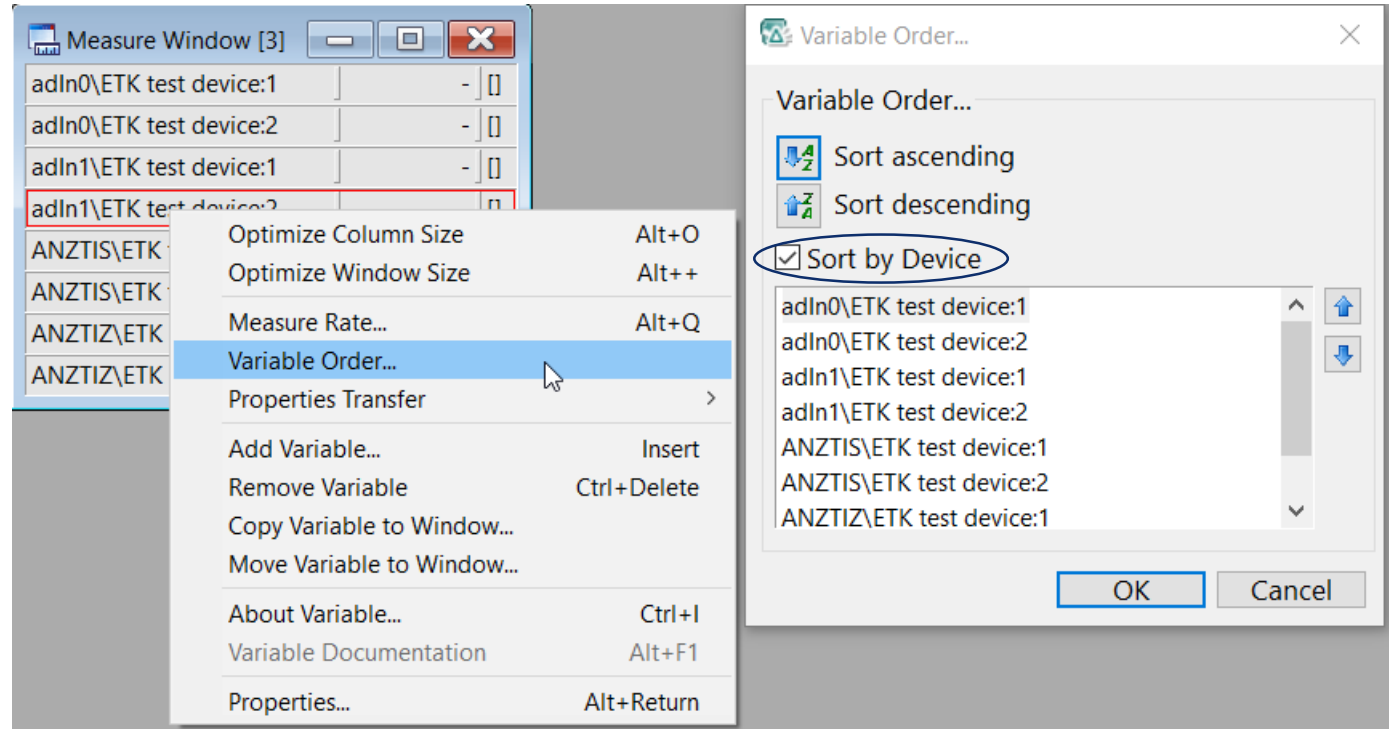 Measure Window [3]
adIn0\ETK test device:1 - []
adIn0\ETK test device:2 - []
adIn1\ETK test device:1 - []
adIn1\ETK test device:2 []
ANZTIS\ETK
ANZTIS\ETK
ANZTIZ\ETK
ANZTIZ\ETK
Optimize Column Size Alt+O
Optimize Window Size Alt++
Measure Rate... Alt+Q
Variable Order...
Properties Transfer >
Add Variable... Insert
Remove Variable Ctrl+Delete
Copy Variable to Window...
Move Variable to Window...
About Variable... Ctrl+I
Variable Documentation Alt+F1
Properties... Alt+Return
Variable Order...
Variable Order...
Sort ascending
Sort descending
Sort by Device
adIn0\ETK test device:1
adIn0\ETK test device:2
adIn1\ETK test device:1
adIn1\ETK test device:2
ANZTIS\ETK test device:1
ANZTIS\ETK test device:2
ANZTIZ\ETK test device:1
OK Cancel